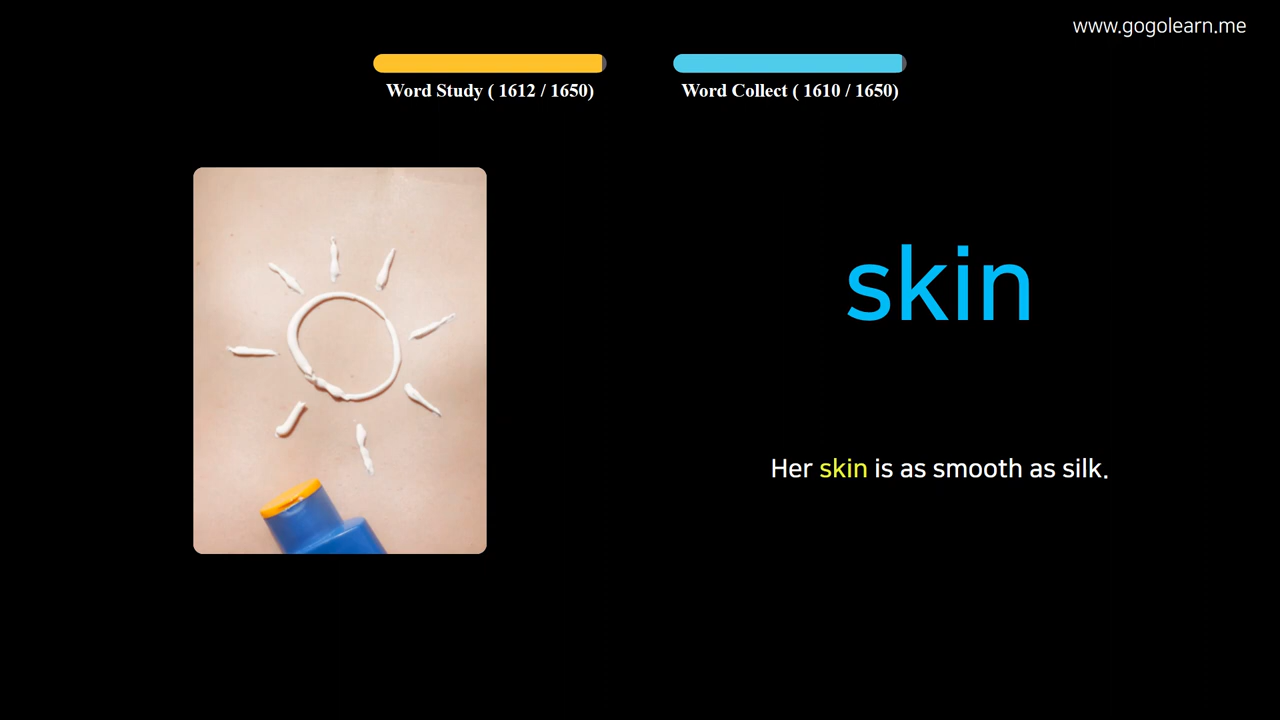 www.gogolearn.me
Word Study ( 1612 / 1650)
Word Collect ( 1610 / 1650)
skin
Her skin is as smooth as silk.